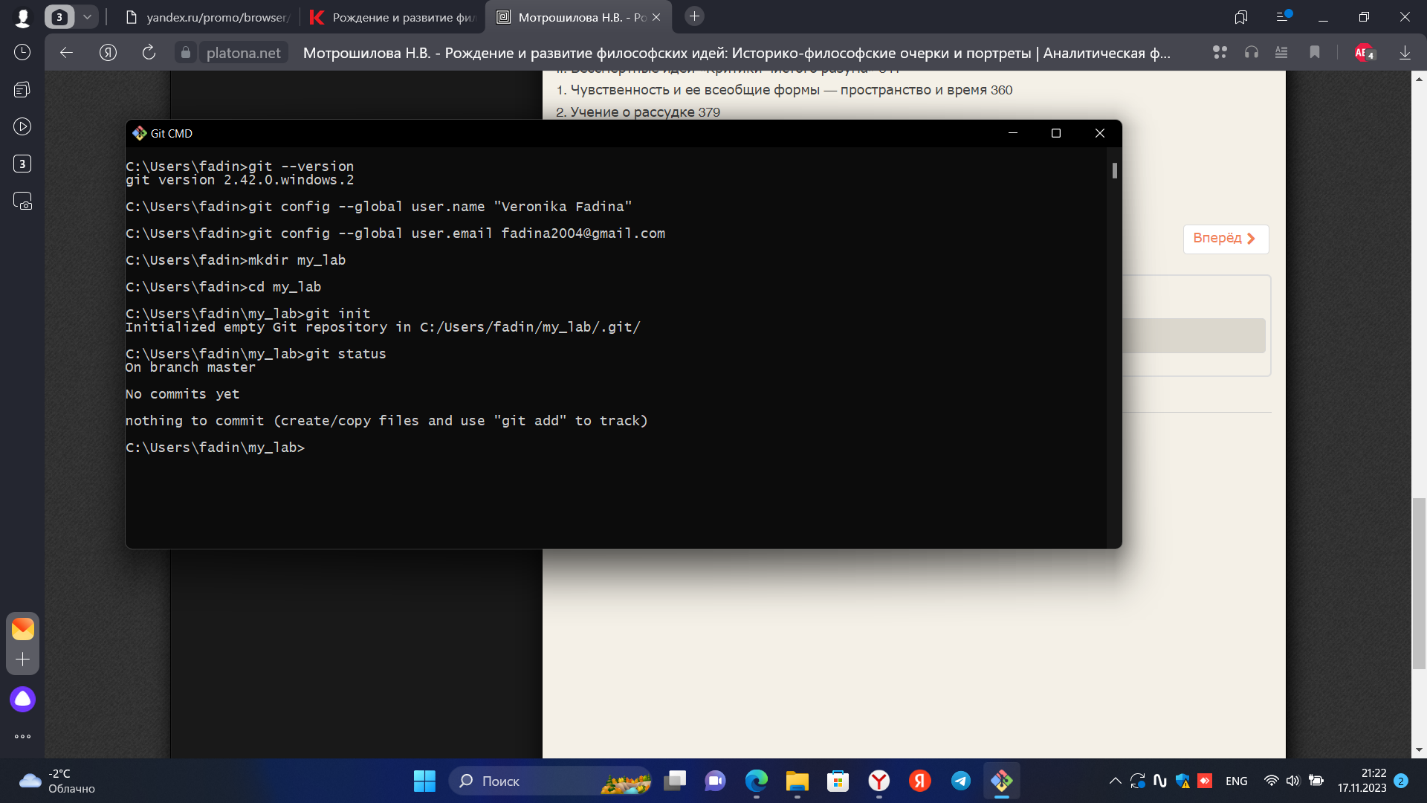 3
yandex.ru/promo/browser/
Рождение и развитие фи
Мотрошилова Н.В. - Ро
platona.net
Мотрошилова Н.В. - Рождение и развитие философских идей: Историко-философские очерки и портреты | Аналитическая ф...
4
1. Чувственность и ее всеобщие формы — пространство и время 360
2. Учение о рассудке 379
3
Git CMD
C:\Users\fadin>git --version
git version 2.42.0.windows.2
C:\Users\fadin>git config --global user.name "Veronika Fadina"
C:\Users\fadin>git config --global user.email fadina2004@gmail.com
C:\Users\fadin>mkdir my_lab
C:\Users\fadin>cd my_lab
C:\Users\fadin\my_lab>git init
Initialized empty Git repository in C:/Users/fadin/my_lab/.git/
C:\Users\fadin\my_lab>git status
On branch master
No commits yet
nothing to commit (create/copy files and use "git add" to track)
C:\Users\fadin\my_lab>
Вперёд
-2°C
Облачно
Поиск
ENG
21:22
17.11.2023
2